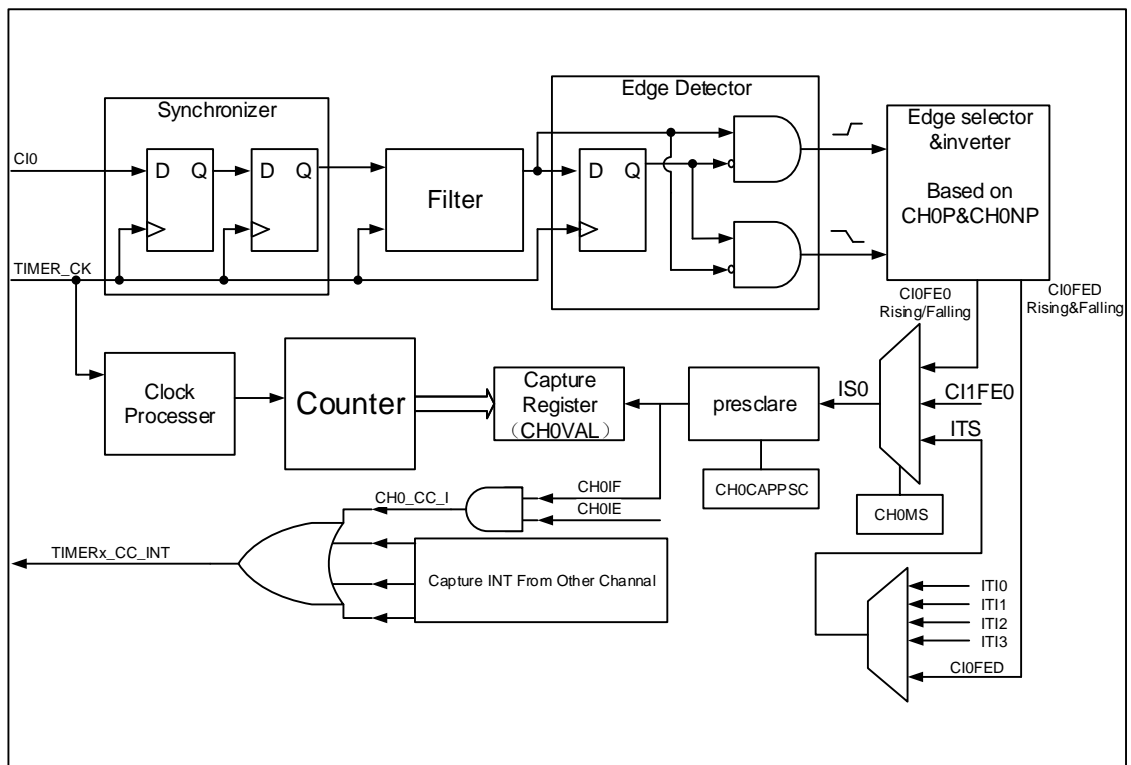 Edge Detector
Synchronizer
Edge selector
&inverter
Based on
CH0P&CH0NP
CI0
D Q
D Q
Filter
D Q
TIMER_CK
CI0FE0
Rising/Falling
CI0FED
Rising&Falling
Clock
Processer
Counter
Capture
Register
（CH0VAL）
presclare
IS0
CI1FE0
ITS
CH0CAPPSC
CH0MS
CH0IF
CH0_CC_I
CH0IE
TIMERx_CC_INT
Capture INT From Other Channal
ITI0
ITI1
ITI2
ITI3
CI0FED